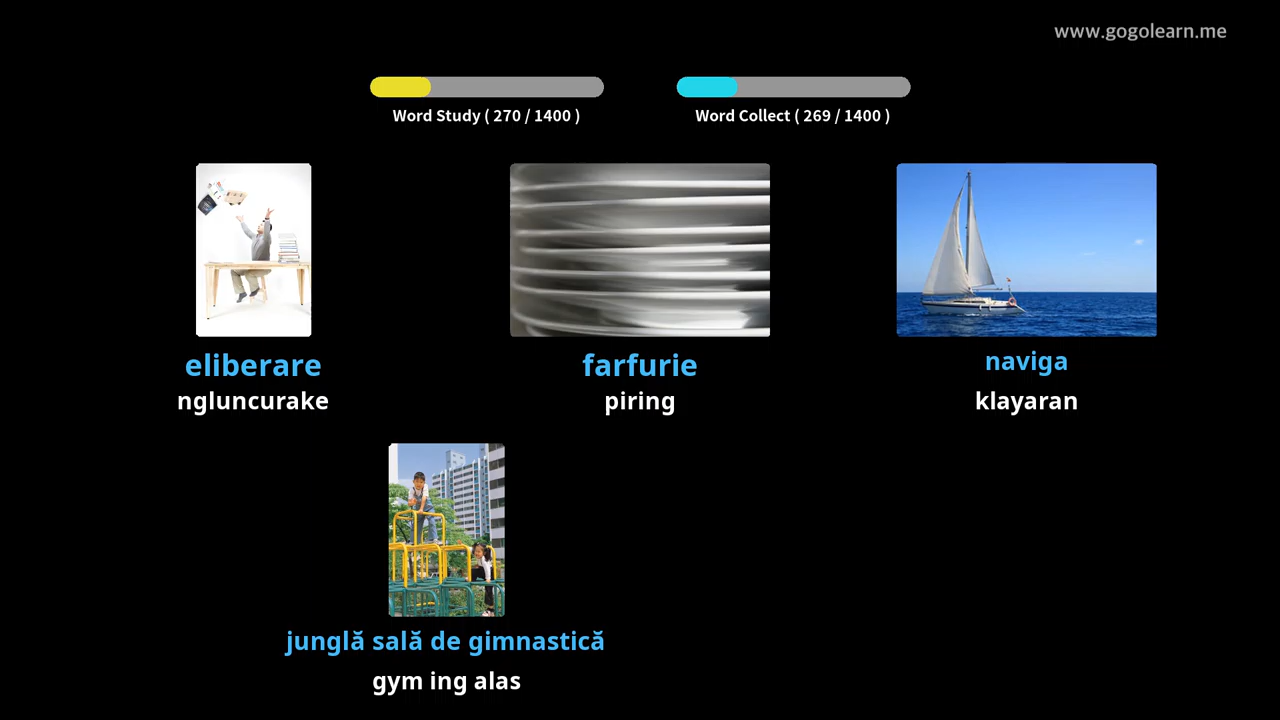 www.gogolearn.me
Word Study ( 270 / 1400 )
Word Collect ( 269 / 1400 )
eliberare
ngluncurake
farfurie
piring
naviga
klayaran
junglă sală de gimnastică
gym ing alas